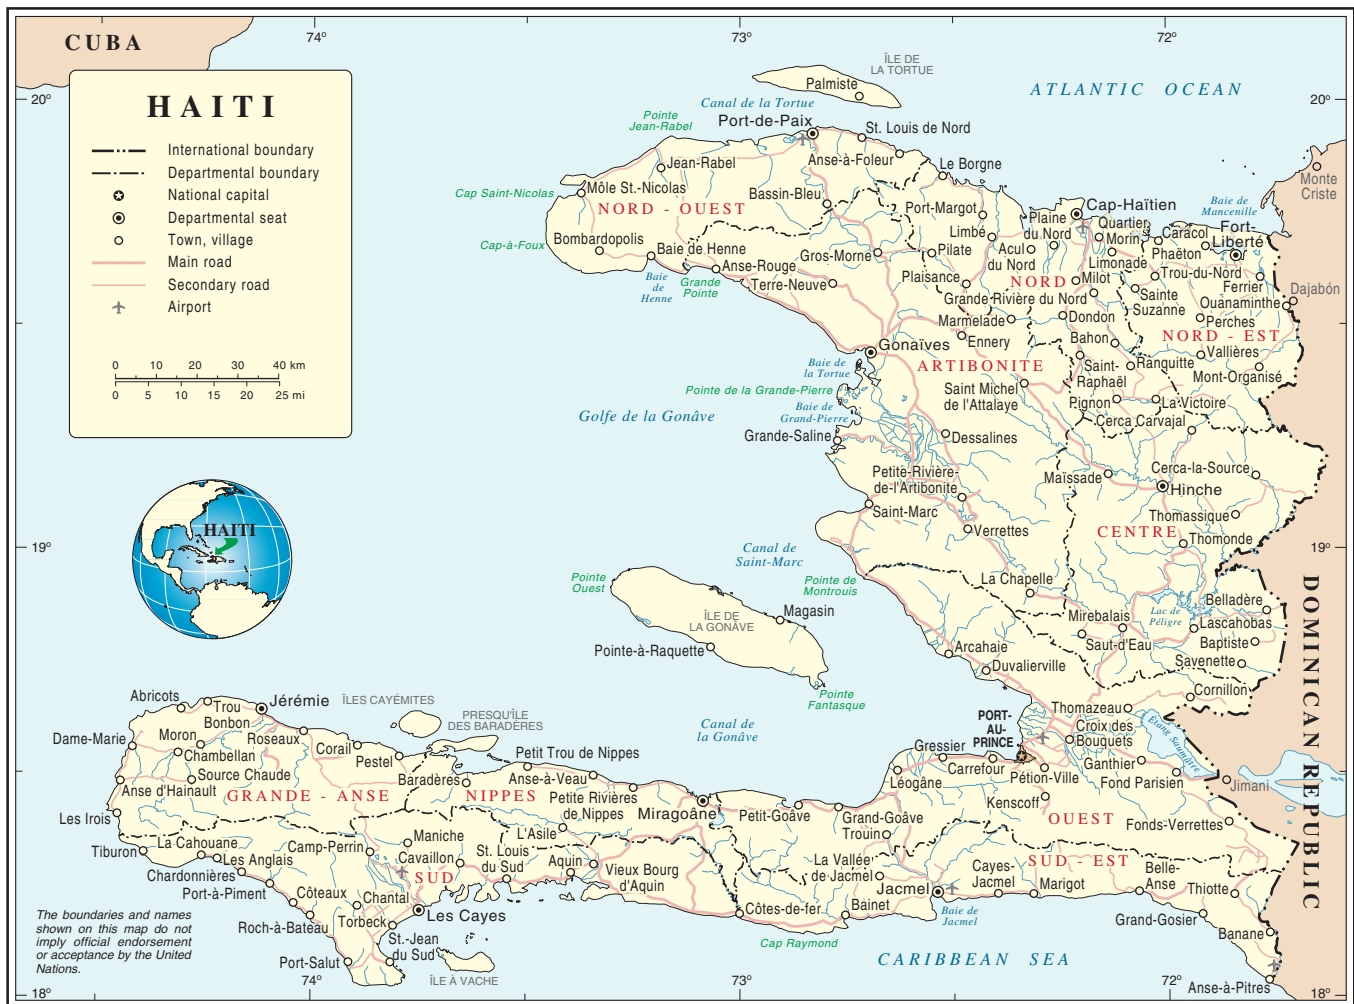 CUBA
74°
73°
72°
20°
20°
HAITI
International boundary
Departmental boundary
National capital
Departmental seat
Town, village
Main road
Secondary road
Airport
0 10 20 30 40 km
0 5 10 15 20 25 mi
ÎLE DE
LA TORTUE
Palmiste
ATLANTIC OCEAN
Canal de la Tortue
Pointe
Jean-Rabel
Port-de-Paix
St. Louis de Nord
Anse-à-Foleur
Le Borgne
Jean-Rabel
Cap Saint-Nicolas
Môle St.-Nicolas
NORD - OUEST
Bassin-Bleu
Port-Margot
Cap-Haïtien
Monte
Criste
Baie de
Mancenille
Plaine
du Nord
Quartier
Morin
Caracol
Fort-
Liberté
Limbé
Cap-à-Foux
Bombardopolis
Baie de Henne
Anse-Rouge
Gros-Morne
Pilate
Acul
du Nord
Limonade
Phaëton
Trou-du-Nord
Ferrier
Baie
de
Henne
Grande
Pointe
Terre-Neuve
Plaisance
NORD
Milot
Grande Rivière du Nord
Sainte
Suzanne
Ouanaminthe
Dajabón
Marmelade
Dondon
Perches
Ennery
Bahon
NORD - EST
Gonaïves
Vallières
Baie de
la Tortue
ARTIBONITE
Saint-
Raphaël
Ranquitte
Mont-Organisé
Pointe de la Grande-Pierre
Saint Michel
de l'Attalaye
Pignon
La Victoire
Baie de
Grand-Pierre
Golfe de la Gonâve
Cerca Carvajal
Grande-Saline
Dessalines
Petite-Rivière-
de-l'Artibonite
Maïssade
Cerca-la-Source
Hinche
Saint-Marc
Thomassique
Verrettes
CENTRE
Thomonde
HAITI
19°
19°
Canal de
Saint-Marc
Pointe
Ouest
Pointe de
Montrouis
La Chapelle
Belladère
ÎLE DE
LA GONÂVE
Magasin
Mirebalais
Lac de
Péligre
Lascahobas
Pointe-à-Raquette
Saut-d'Eau
Baptiste
Arcahaie
Savenette
Duvalierville
DOMINICAN REPUBLIC
Pointe
Fantasque
Cornillon
Abricots
Trou
Bonbon
Jérémie
ÎLES CAYÉMITES
PRESQU'ÎLE
DES BARADÈRES
Canal de
la Gonâve
PORT-
AU-
PRINCE
Thomazeau
Croix des
Bouquets
Étang Saumâtre
Dame-Marie
Moron
Roseaux
Corail
Chambellan
Pestel
Petit Trou de Nippes
Gressier
Carrefour
Ganthier
Source Chaude
Baradères
Anse-à-Veau
Pétion-Ville
Fond Parisien
Jimani
Anse d'Hainault
GRANDE - ANSE
NIPPES
Petite Rivières
de Nippes
Léogâne
Kenscoff
Les Irois
Miragoâne
Petit-Goâve
Grand-Goâve
OUEST
Fonds-Verrettes
Trouin
L'Asile
Tiburon
La Cahouane
Camp-Perrin
Maniche
Les Anglais
Cavaillon
St. Louis
du Sud
Aquin
La Vallée
de Jacmel
Cayes-
Jacmel
SUD - EST
Belle-
Anse
Chardonnières
SUD
Vieux Bourg
d'Aquin
Port-à-Piment
Côteaux
Chantal
Jacmel
Marigot
Thiotte
Roch-à-Bateau
Torbeck
Les Cayes
Côtes-de-fer
Bainet
Baie de
Jacmel
Grand-Gosier
St.-Jean
du Sud
Cap Raymond
Banane
Port-Salut
ÎLE À VACHE
CARIBBEAN SEA
Anse-à-Pitres
The boundaries and names
shown on this map do not
imply official endorsement
or acceptance by the United
Nations.
18°
74°
73°
72°
18°